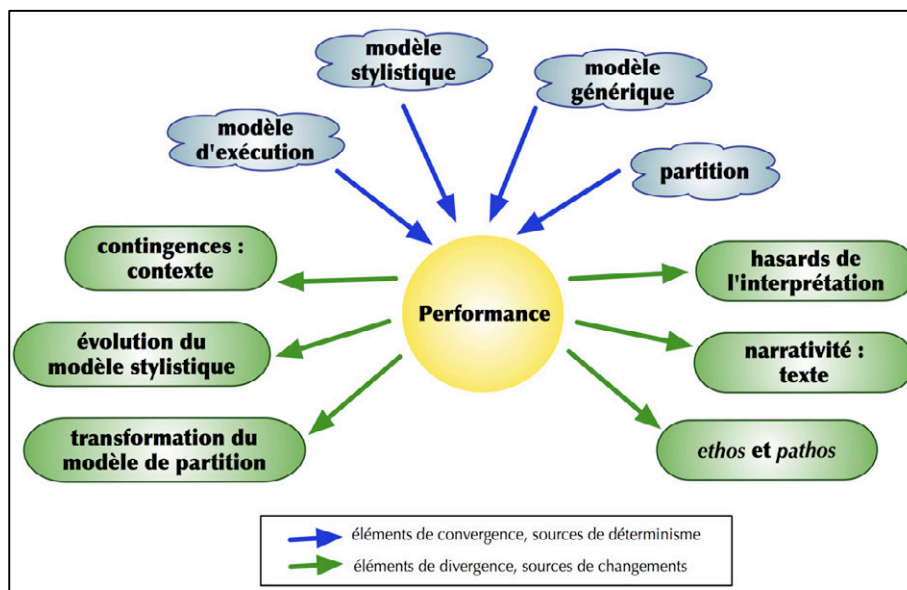 modèle
stylistique
modèle
générique
modèle
d'exécution
partition
contingences :
contexte
hasards de
l'interprétation
Performance
évolution du
modèle stylistique
narrativité :
texte
transformation du
modèle de partition
ethos et pathos
éléments de convergence, sources de déterminisme
éléments de divergence, sources de changements